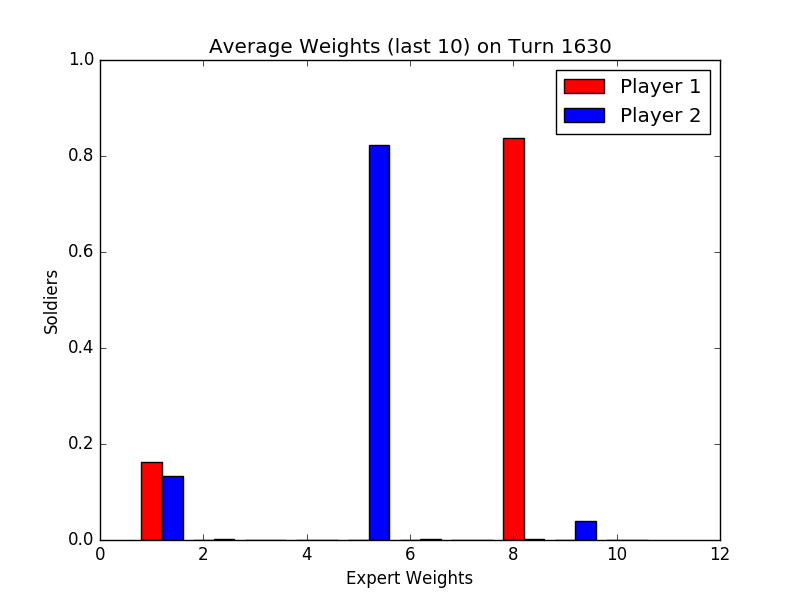 Average Weights (last 10) on Turn 1630
1.0
Player 1
Player 2
0.8
0.6
0.4
0.2
0.0
Soldiers
0 2 4 6 8 10 12
Expert Weights